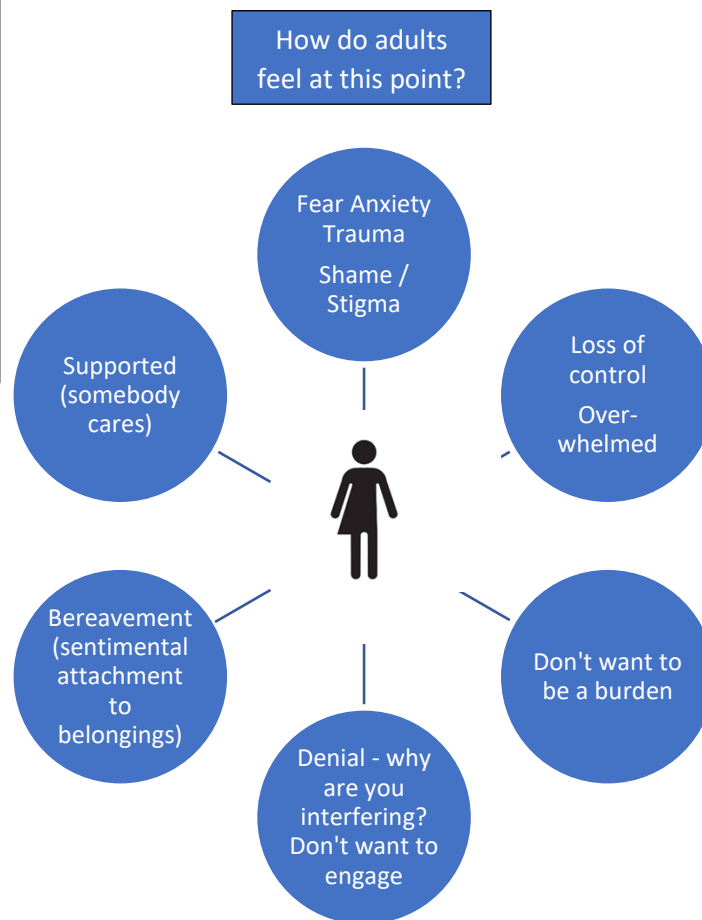 How do adults
feel at this point?
Fear Anxiety
Trauma
Shame /
Stigma
Loss of
control
Over-
whelmed
Don't want to
be a burden
Denial - why
are you
interfering?
Don't want to
engage
Bereavement
(sentimental
attachment
to
belongings)
Supported
(somebody
cares)